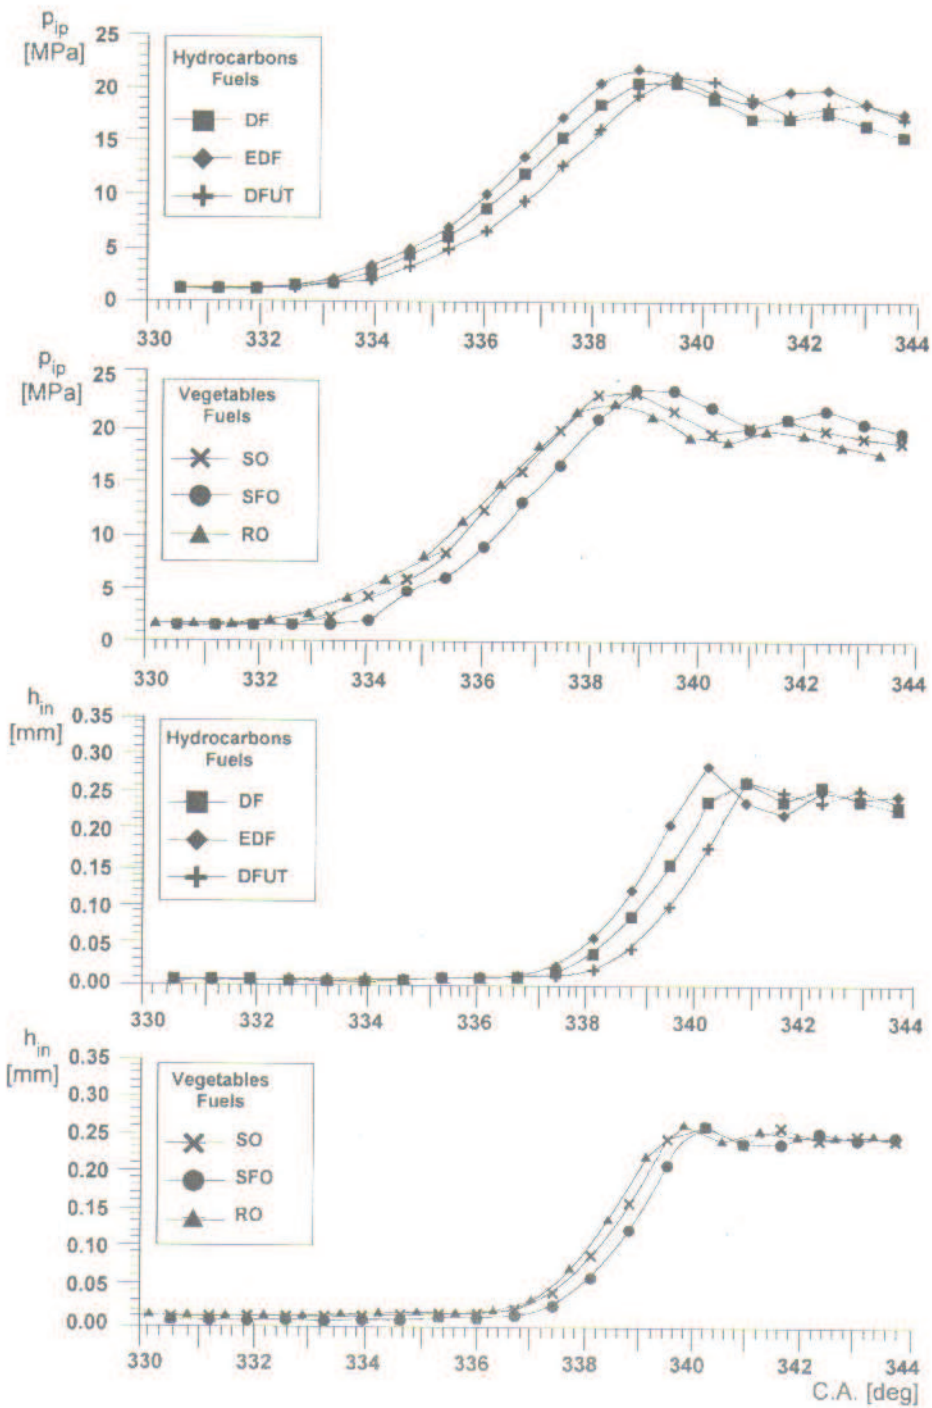 p_ip
[MPa]
25
20
15
10
5
0
Hydrocarbons
Fuels
DF
EDF
DFUT
330 332 334 336 338 340 342 344
p_ip
[MPa]
25
20
15
10
5
0
Vegetables
Fuels
SO
SFO
RO
330 332 334 336 338 340 342 344
h_in
[mm]
0.35
0.30
0.25
0.20
0.15
0.10
0.05
0.00
Hydrocarbons
Fuels
DF
EDF
DFUT
330 332 334 336 338 340 342 344
h_in
[mm]
0.35
0.30
0.25
0.20
0.15
0.10
0.05
0.00
Vegetables
Fuels
SO
SFO
RO
330 332 334 336 338 340 342 344
C.A. [deg]